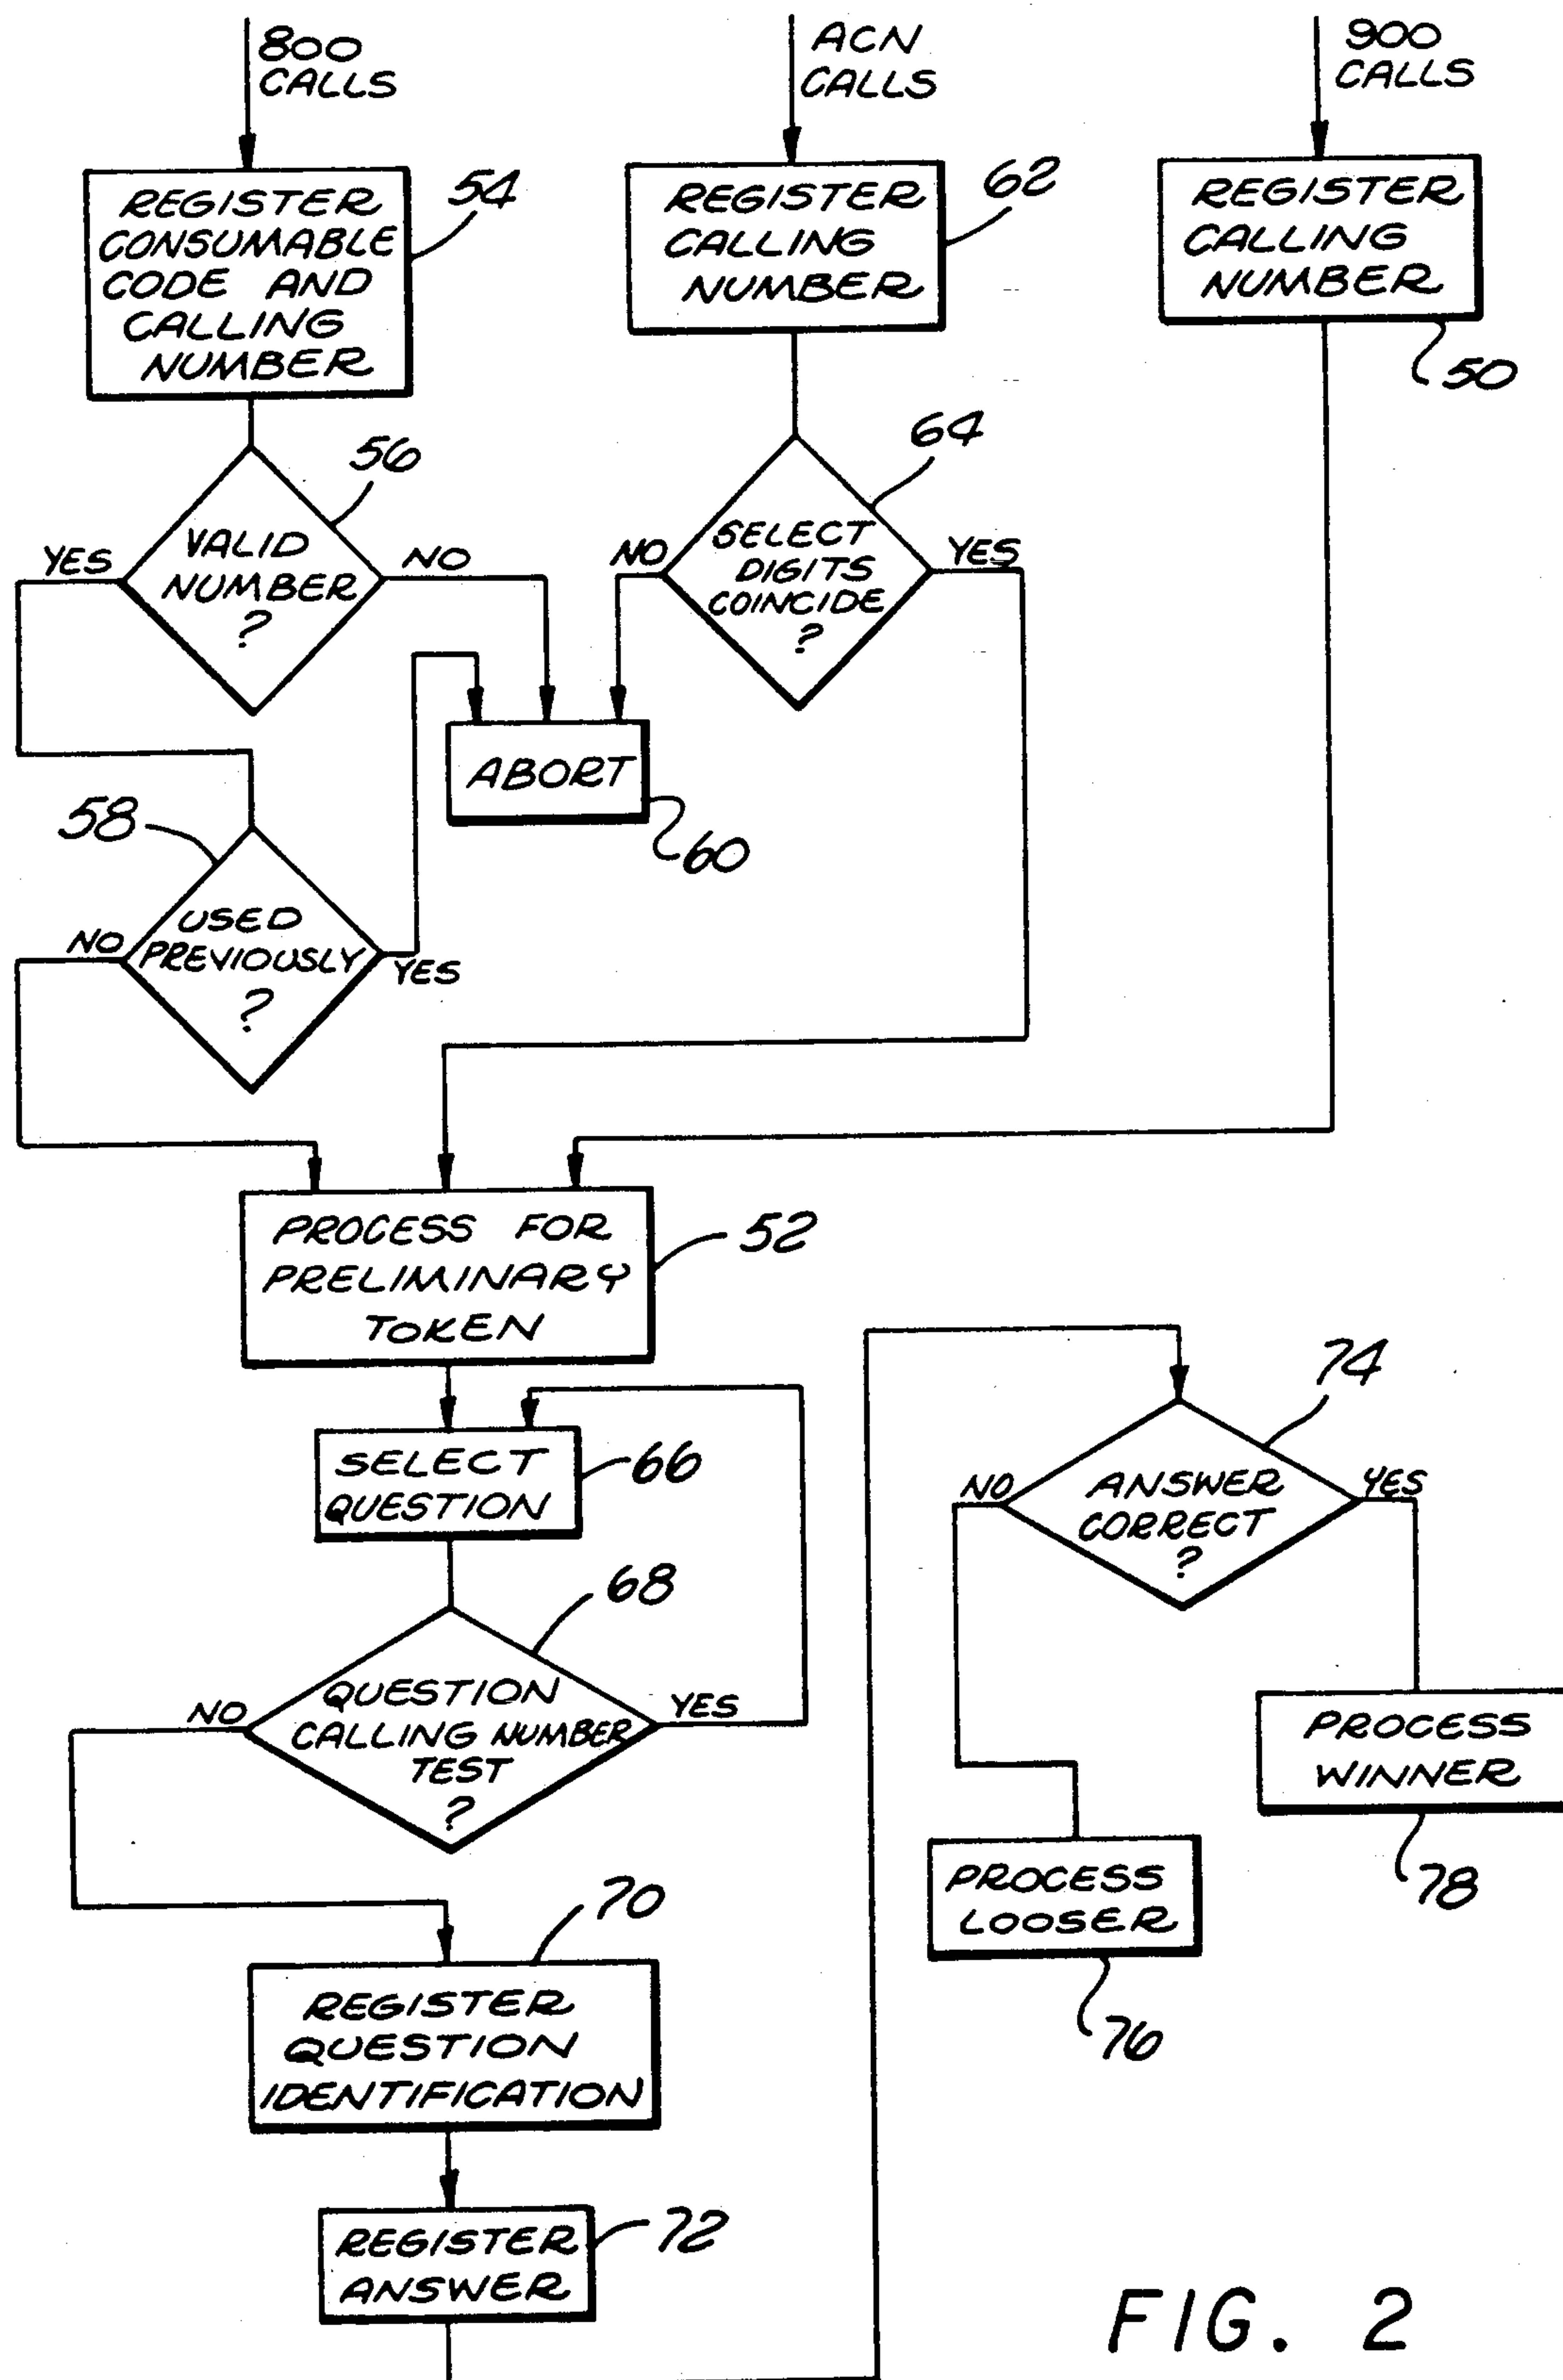 800
CALLS
ACN
CALLS
900
CALLS
REGISTER
CONSUMABLE
CODE AND
CALLING
NUMBER
54
REGISTER
CALLING
NUMBER
62
REGISTER
CALLING
NUMBER
50
56
VALID
NUMBER
?
YES
NO
64
SELECT
DIGITS
COINCIDE
?
NO
YES
ABORT
60
58
USED
PREVIOUSLY
?
NO
YES
PROCESS FOR
PRELIMINARY
TOKEN
52
SELECT
QUESTION
66
68
QUESTION
CALLING NUMBER
TEST
?
NO
YES
70
REGISTER
QUESTION
IDENTIFICATION
REGISTER
ANSWER
72
74
ANSWER
CORRECT
?
NO
YES
PROCESS
WINNER
78
PROCESS
LOOSER
76
FIG. 2